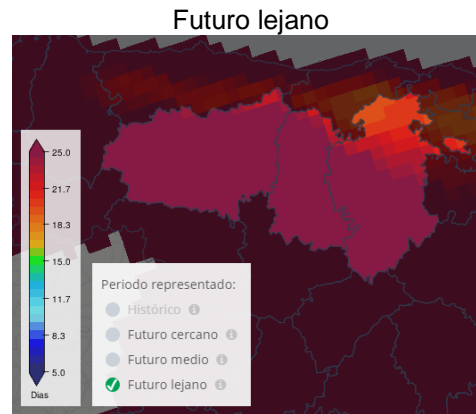 Futuro lejano
25.0
21.7
18.3
15.0
11.7
8.3
5.0
Dias
Periodo representado:
Histórico
Futuro cercano
Futuro medio
Futuro lejano